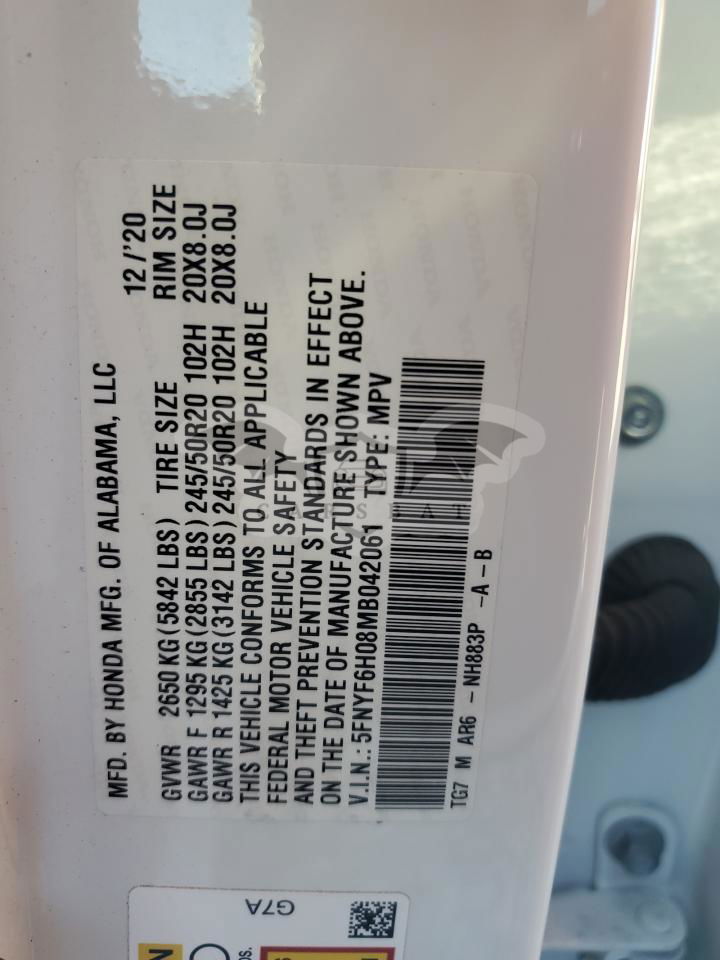 MFD. BY HONDA MFG. OF ALABAMA, LLC 12/'20
GVWR 2650 KG (5842 LBS) TIRE SIZE RIM SIZE
GAWR F 1295 KG (2855 LBS) 245/50R20 102H 20X8.0J
GAWR R 1425 KG (3142 LBS) 245/50R20 102H 20X8.0J
THIS VEHICLE CONFORMS TO ALL APPLICABLE
FEDERAL MOTOR VEHICLE SAFETY
AND THEFT PREVENTION STANDARDS IN EFFECT
ON THE DATE OF MANUFACTURE SHOWN ABOVE.
V.I.N.: 5FNYF6H08MB042061 TYPE: MPV
TG7 M AR6 - NH883P -A-B
CARSBAT
G7A